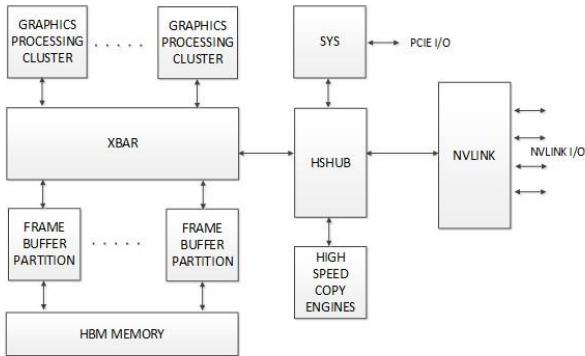 GRAPHICS
PROCESSING
CLUSTER
. . . . .
GRAPHICS
PROCESSING
CLUSTER
SYS
PCIE I/O
XBAR
HSHUB
NVLINK
NVLINK I/O
FRAME
BUFFER
PARTITION
. . . . .
FRAME
BUFFER
PARTITION
HIGH
SPEED
COPY
ENGINES
HBM MEMORY